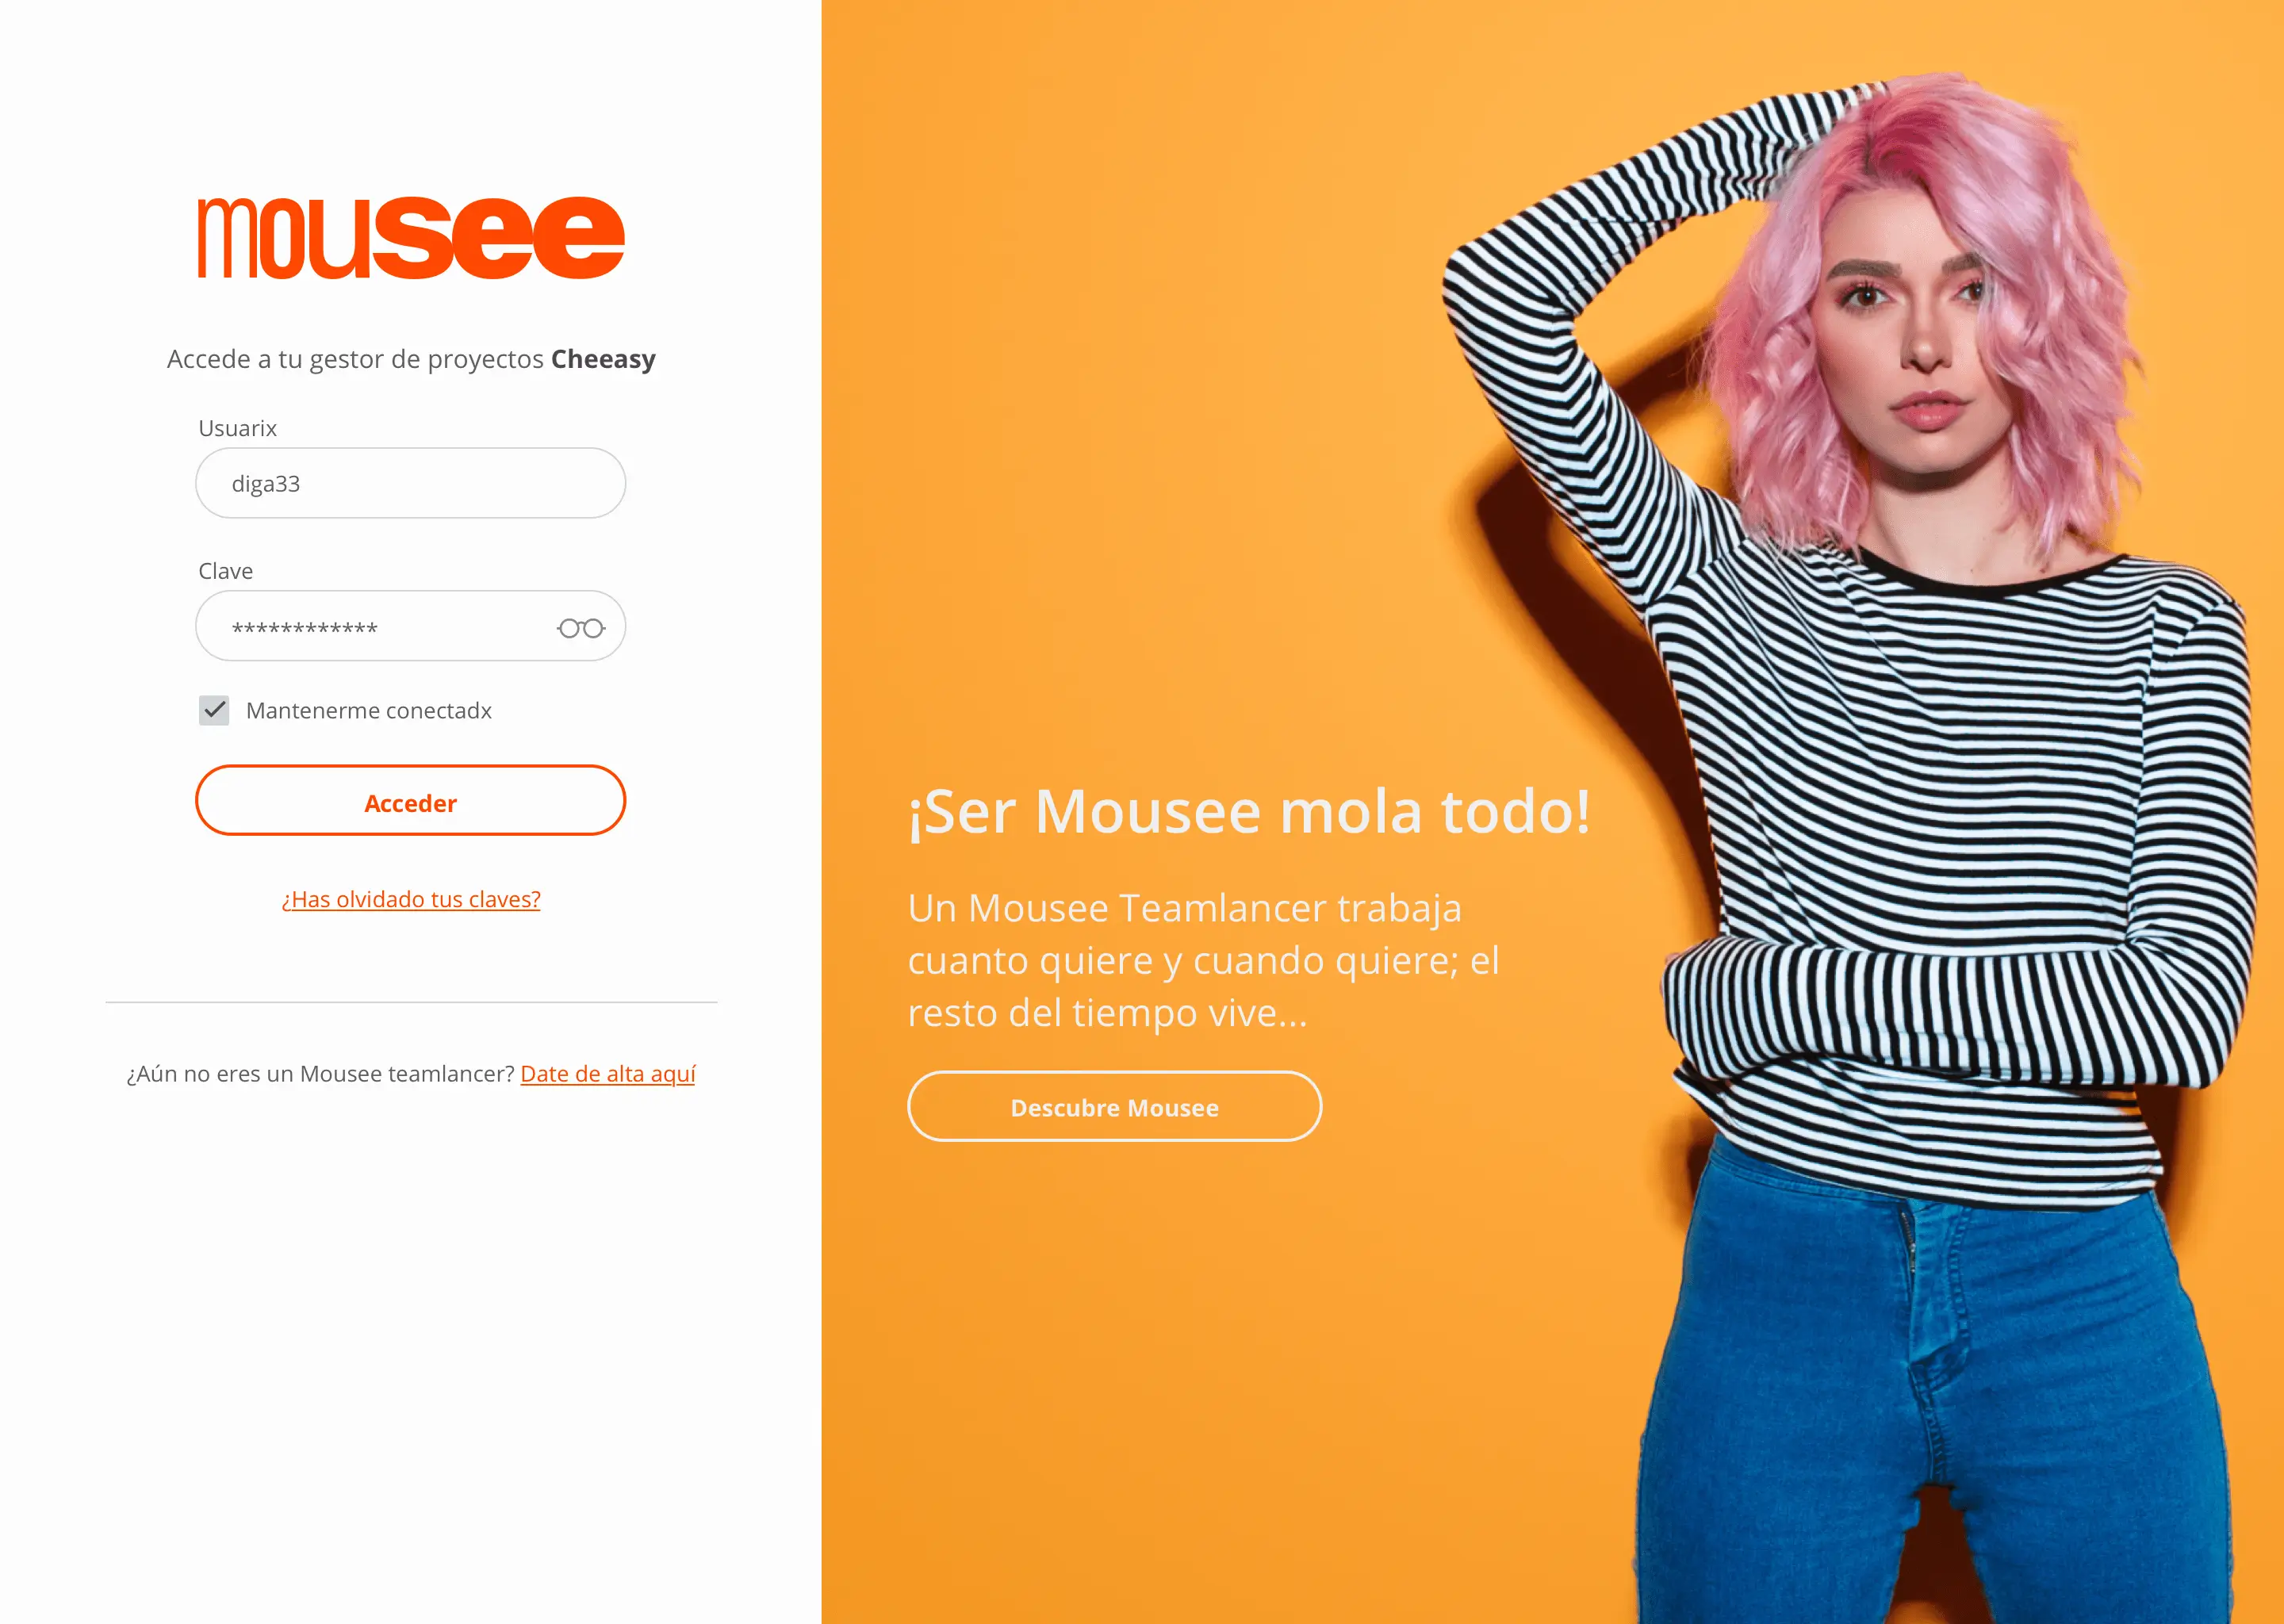 mousee
Accede a tu gestor de proyectos Cheeasy
Usuarix
diga33
Clave
************
Mantenerme conectadx
Acceder
¿Has olvidado tus claves?
¿Aún no eres un Mousee teamlancer? Date de alta aquí
¡Ser Mousee mola todo!
Un Mousee Teamlancer trabaja
cuanto quiere y cuando quiere; el
resto del tiempo vive...
Descubre Mousee